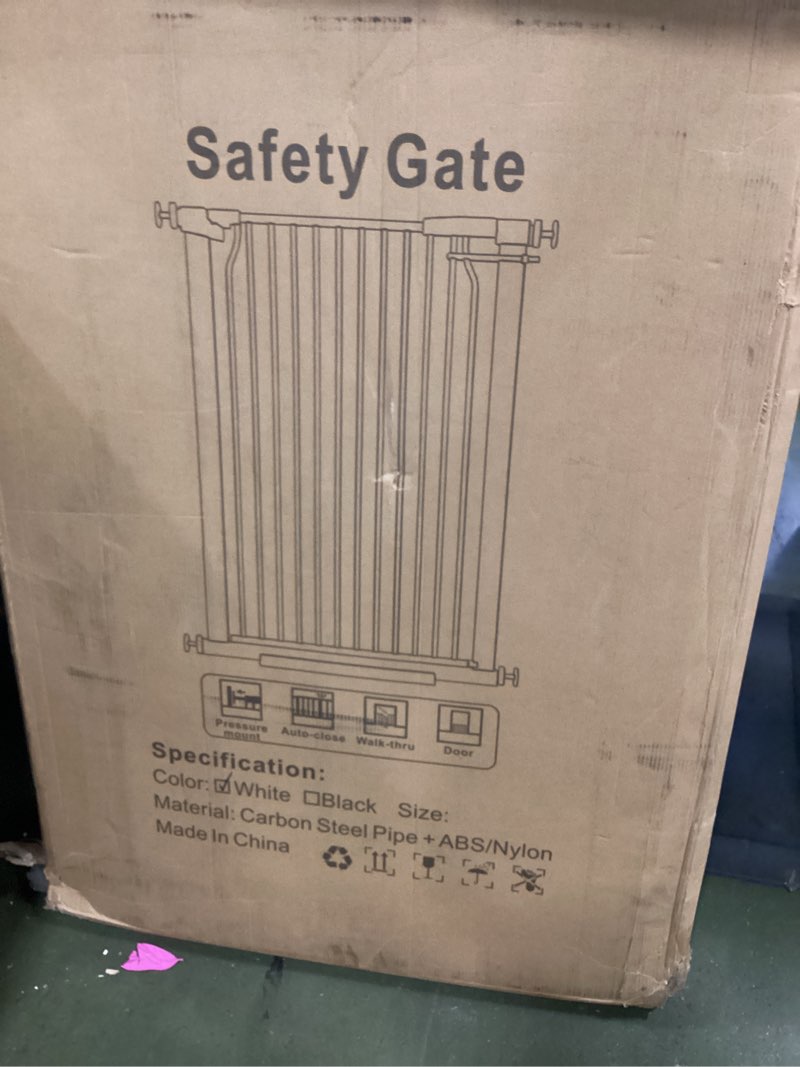 Safety Gate
Pressure mount
Auto-close
Walk-thru
Door
Specification:
Color: ☑White ☐Black Size:
Material: Carbon Steel Pipe + ABS/Nylon
Made In China